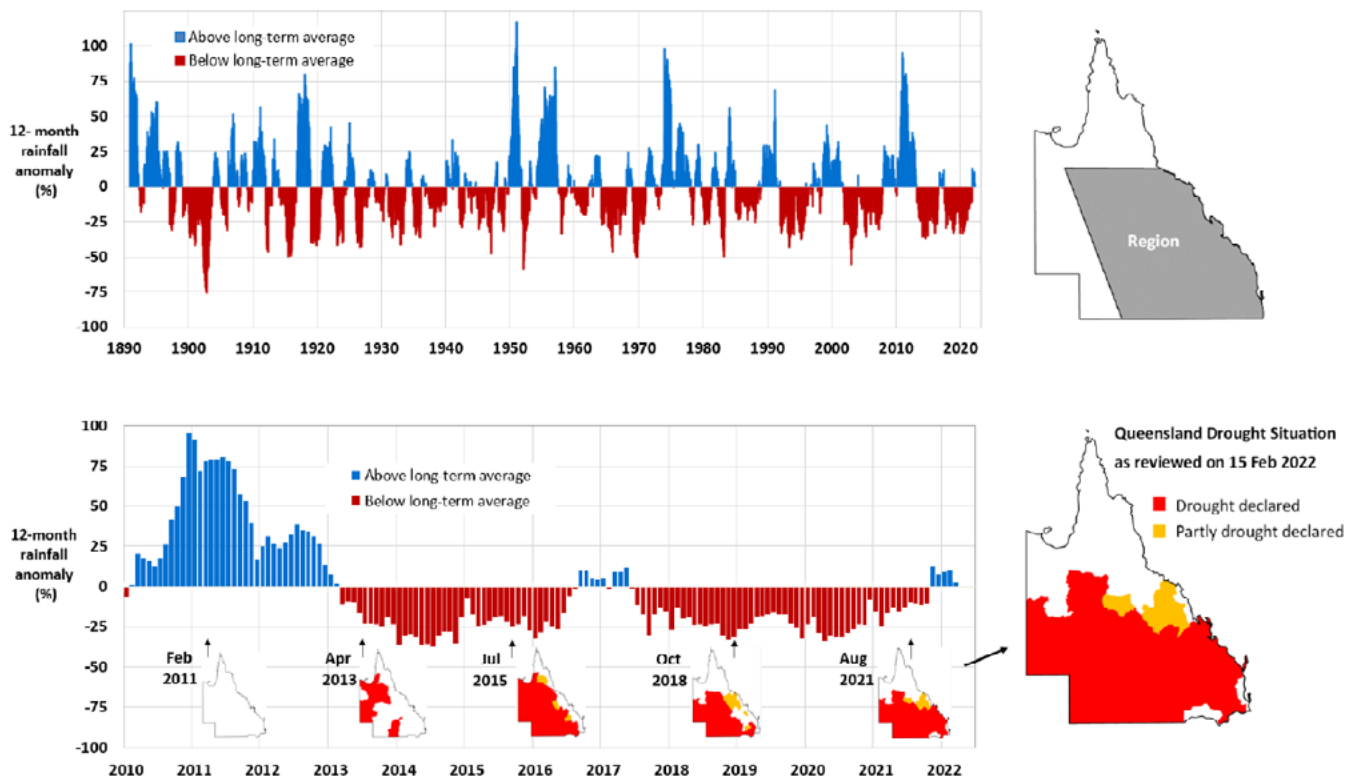 100
75
50
25
0
-25
-50
-75
-100
12- month
rainfall
anomaly
(%)
Above long-term average
Below long-term average
1890 1900 1910 1920 1930 1940 1950 1960 1970 1980 1990 2000 2010 2020
Region
100
75
50
25
0
-25
-50
-75
-100
12-month
rainfall
anomaly
(%)
Above long-term average
Below long-term average
Feb
2011
Apr
2013
Jul
2015
Oct
2018
Aug
2021
2010 2011 2012 2013 2014 2015 2016 2017 2018 2019 2020 2021 2022
Queensland Drought Situation
as reviewed on 15 Feb 2022
Drought declared
Partly drought declared